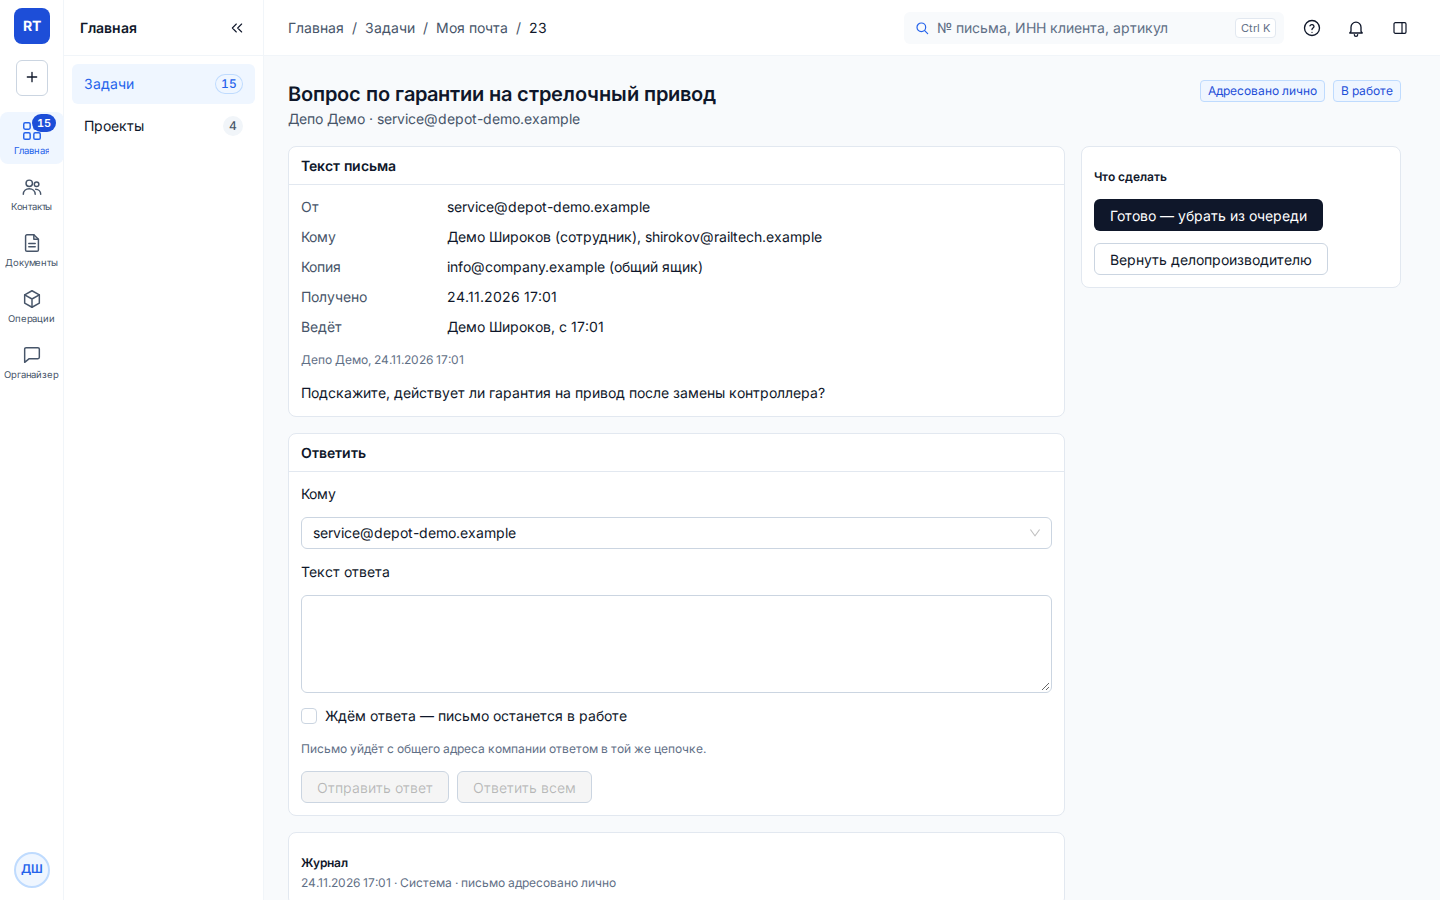 RT
Главная
Главная / Задачи / Моя почта / 23
№ письма, ИНН клиента, артикул
Ctrl K
15
Главная
Контакты
Документы
Операции
Органайзер
ДШ
Задачи 15
Проекты 4
Вопрос по гарантии на стрелочный привод
Депо Демо · service@depot-demo.example
Адресовано лично
В работе
Текст письма
От service@depot-demo.example
Кому Демо Широков (сотрудник), shirokov@railtech.example
Копия info@company.example (общий ящик)
Получено 24.11.2026 17:01
Ведёт Демо Широков, с 17:01
Депо Демо, 24.11.2026 17:01
Подскажите, действует ли гарантия на привод после замены контроллера?
Что сделать
Готово — убрать из очереди
Вернуть делопроизводителю
Ответить
Кому
service@depot-demo.example
Текст ответа
Ждём ответа — письмо останется в работе
Письмо уйдёт с общего адреса компании ответом в той же цепочке.
Отправить ответ
Ответить всем
Журнал
24.11.2026 17:01 · Система · письмо адресовано лично